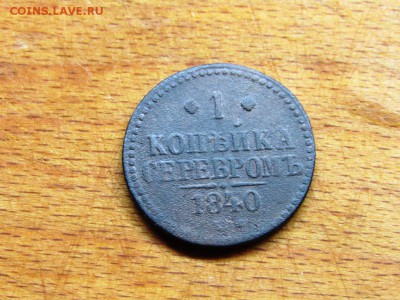 COINS.LAVE.RU
1
КОПѢЙКА
СЕРЕБРОМЪ
1840